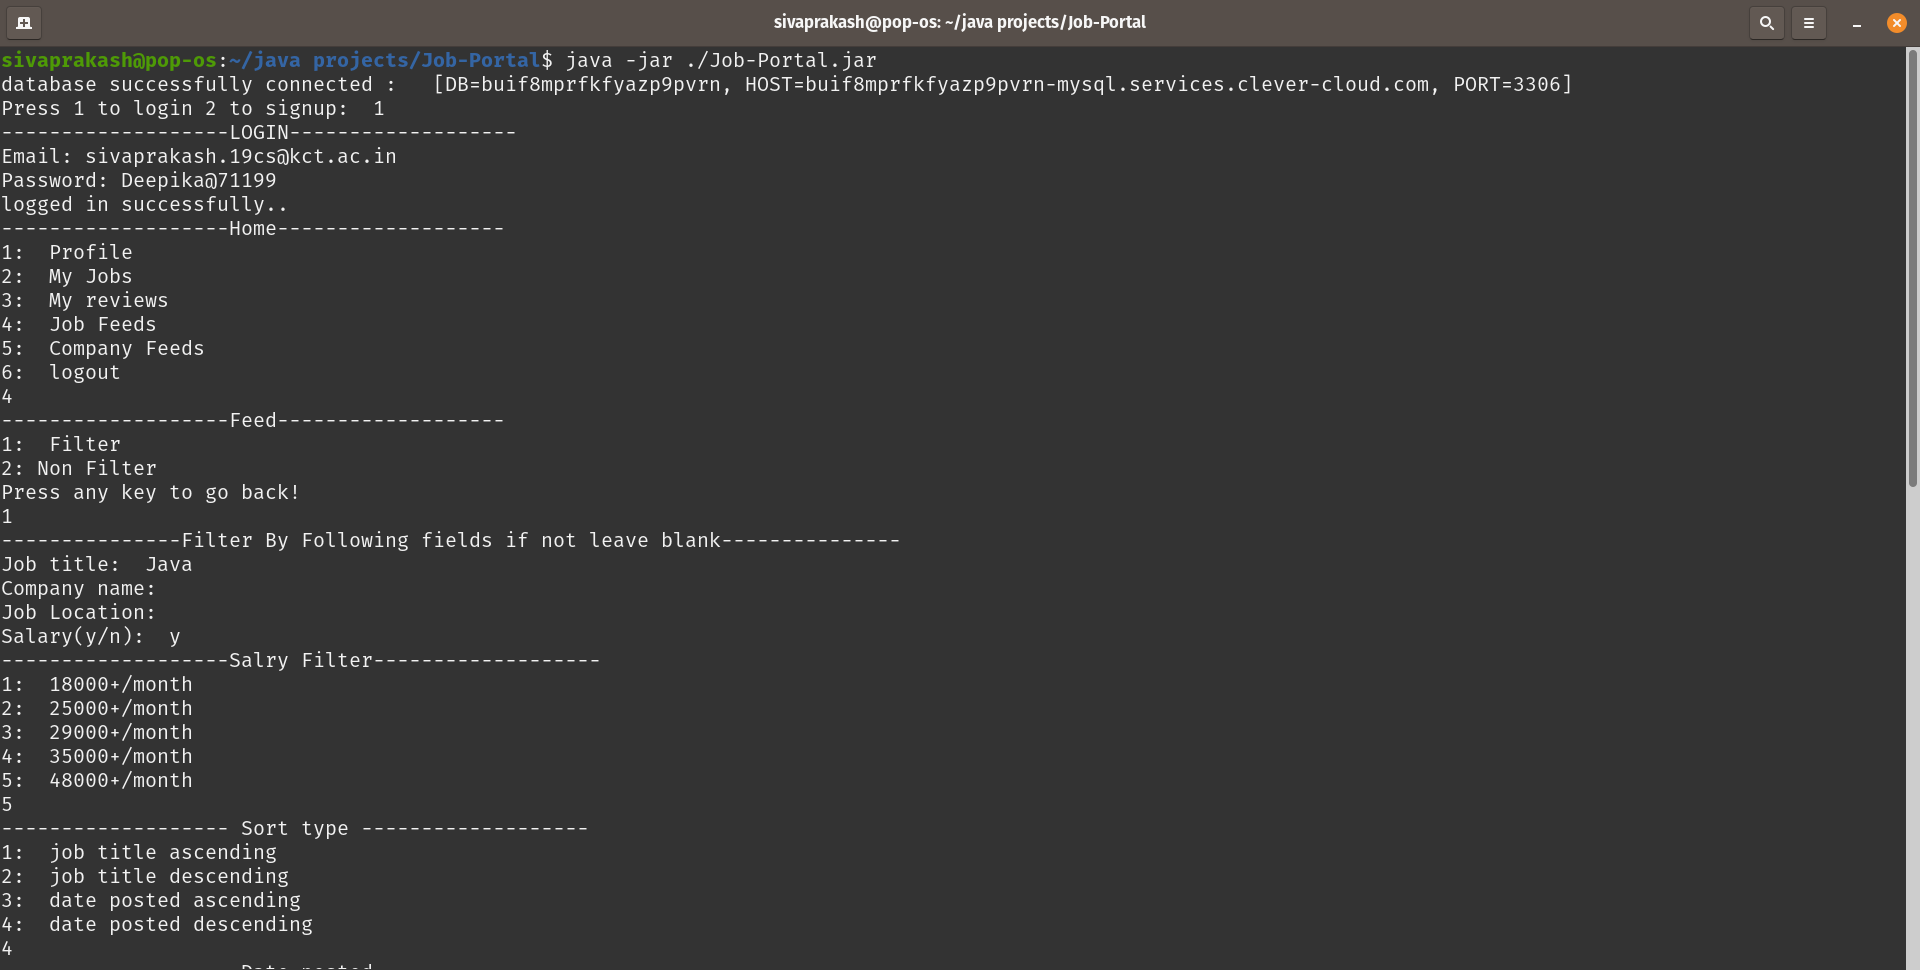 sivaprakash@pop-os: ~/java projects/Job-Portal
sivaprakash@pop-os:~/java projects/Job-Portal$ java -jar ./Job-Portal.jar
database successfully connected :   [DB=buif8mprfkfyazp9pvrn, HOST=buif8mprfkfyazp9pvrn-mysql.services.clever-cloud.com, PORT=3306]
Press 1 to login 2 to signup:  1
-------------------LOGIN-------------------
Email: sivaprakash.19cs@kct.ac.in
Password: Deepika@71199
logged in successfully..
-------------------Home-------------------
1:  Profile
2:  My Jobs
3:  My reviews
4:  Job Feeds
5:  Company Feeds
6:  logout
4
-------------------Feed-------------------
1:  Filter
2: Non Filter
Press any key to go back!
1
---------------Filter By Following fields if not leave blank---------------
Job title:  Java
Company name:
Job Location:
Salary(y/n):  y
-------------------Salry Filter-------------------
1:  18000+/month
2:  25000+/month
3:  29000+/month
4:  35000+/month
5:  48000+/month
5
------------------- Sort type -------------------
1:  job title ascending
2:  job title descending
3:  date posted ascending
4:  date posted descending
4